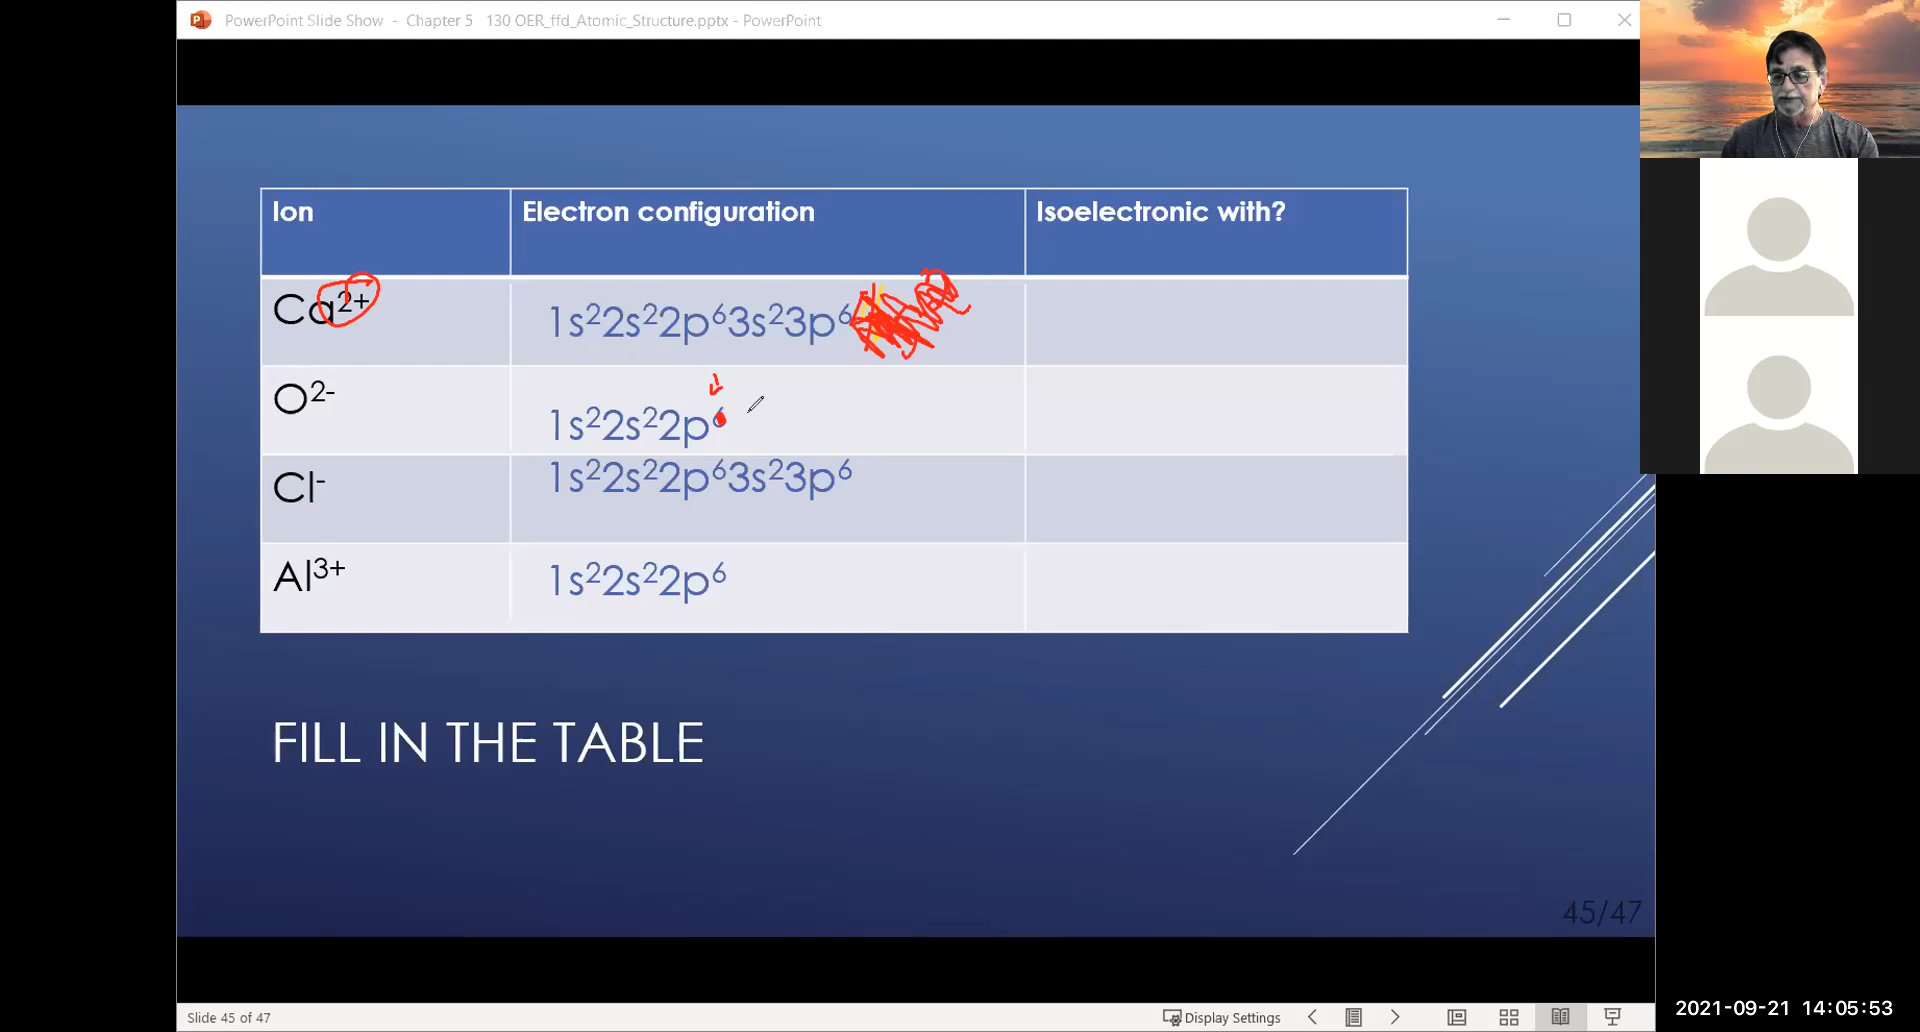 PowerPoint Slide Show - Chapter 5 130 OER_ffd_Atomic_Structure.pptx - PowerPoint
Ion Electron configuration Isoelectronic with?
Ca²⁺ 1s²2s²2p⁶3s²3p⁶
O²⁻ 1s²2s²2p⁶
Cl⁻ 1s²2s²2p⁶3s²3p⁶
Al³⁺ 1s²2s²2p⁶
FILL IN THE TABLE
45/47
Slide 45 of 47 Display Settings
2021-09-21 14:05:53